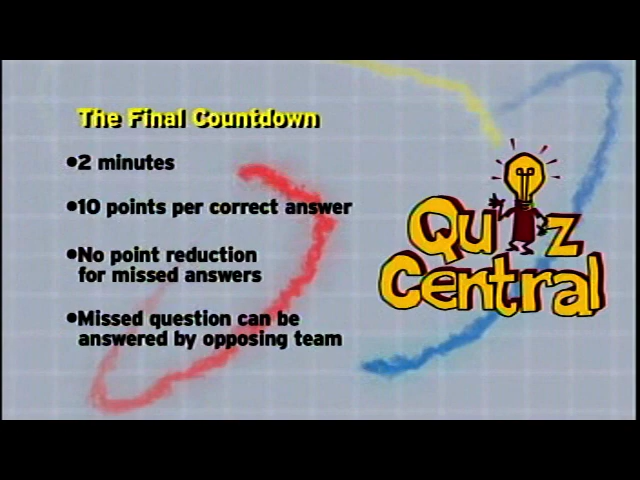 The Final Countdown
•2 minutes
•10 points per correct answer
•No point reduction
for missed answers
•Missed question can be
answered by opposing team
Quiz
Central